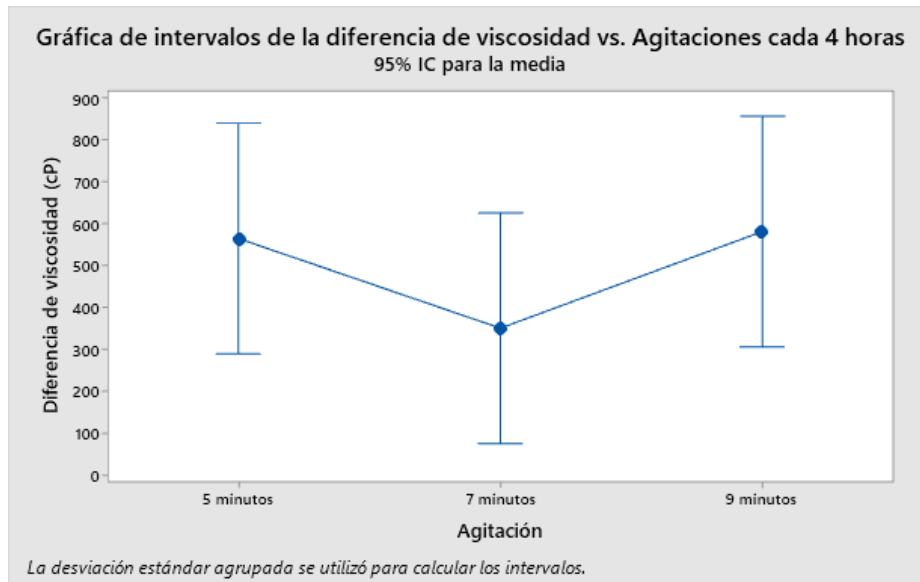 Gráfica de intervalos de la diferencia de viscosidad vs. Agitaciones cada 4 horas
95% IC para la media
900
800
700
600
500
400
300
200
100
0
Diferencia de viscosidad (cP)
5 minutos
7 minutos
9 minutos
Agitación
La desviación estándar agrupada se utilizó para calcular los intervalos.